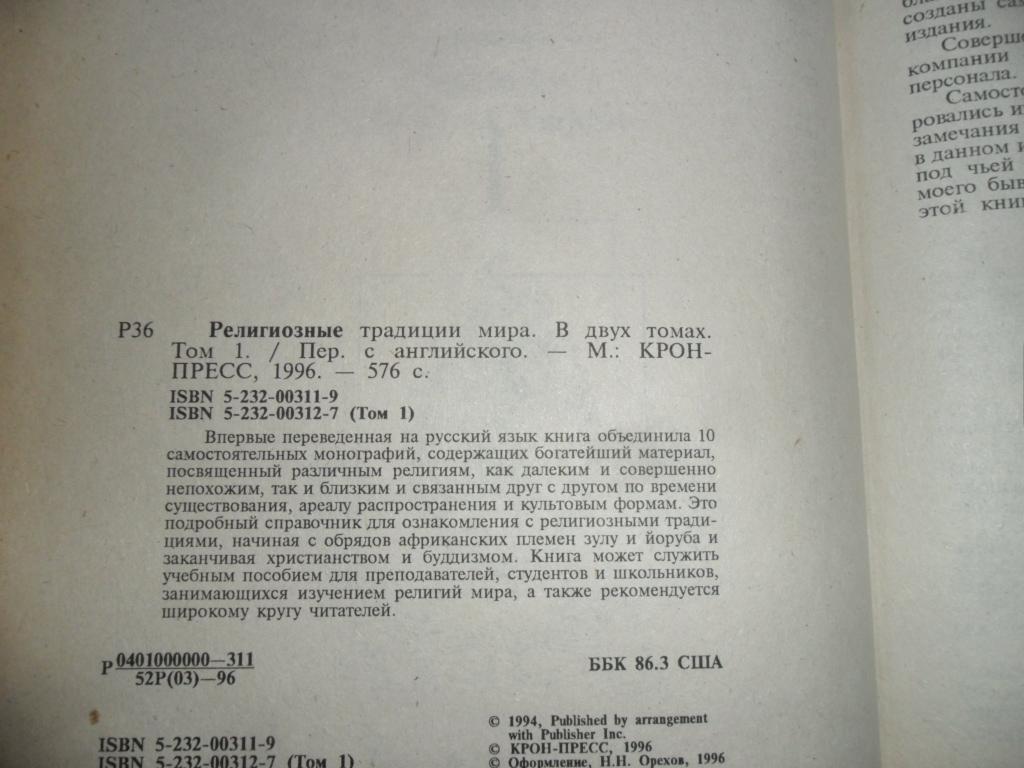 Р36 Религиозные традиции мира. В двух томах.
Том 1. / Пер. с английского. — М.: КРОН-
ПРЕСС, 1996. — 576 с.
ISBN 5-232-00311-9
ISBN 5-232-00312-7 (Том 1)
Впервые переведенная на русский язык книга объединила 10
самостоятельных монографий, содержащих богатейший материал,
посвященный различным религиям, как далеким и совершенно
непохожим, так и близким и связанным друг с другом по времени
существования, ареалу распространения и культовым формам. Это
подробный справочник для ознакомления с религиозными тради-
циями, начиная с обрядов африканских племен зулу и йоруба и
заканчивая христианством и буддизмом. Книга может служить
учебным пособием для преподавателей, студентов и школьников,
занимающихся изучением религий мира, а также рекомендуется
широкому кругу читателей.
Р 0401000000—311
52Р(03)—96
ББК 86.3 США
ISBN 5-232-00311-9
ISBN 5-232-00312-7 (Том 1)
© 1994, Published by arrangement
with Publisher Inc.
© КРОН-ПРЕСС, 1996
© Оформление, Н.Н. Орехов, 1996
созданы
издания.
компании
персонала.
ровались
замечания
в данном
под чьей
моего
этой